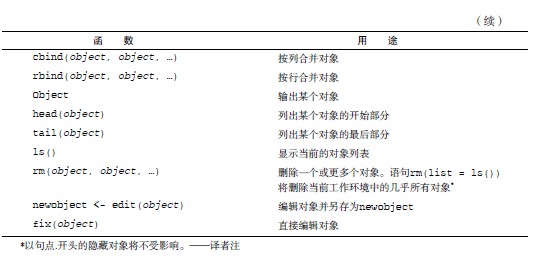 （续）
函 数 用 途
cbind(object, object, …) 按列合并对象
rbind(object, object, …) 按行合并对象
Object 输出某个对象
head(object) 列出某个对象的开始部分
tail(object) 列出某个对象的最后部分
ls() 显示当前的对象列表
rm(object, object, …) 删除一个或更多个对象。语句rm(list = ls())
将删除当前工作环境中的几乎所有对象*
newobject <- edit(object) 编辑对象并另存为newobject
fix(object) 直接编辑对象
*以句点.开头的隐藏对象将不受影响。——译者注